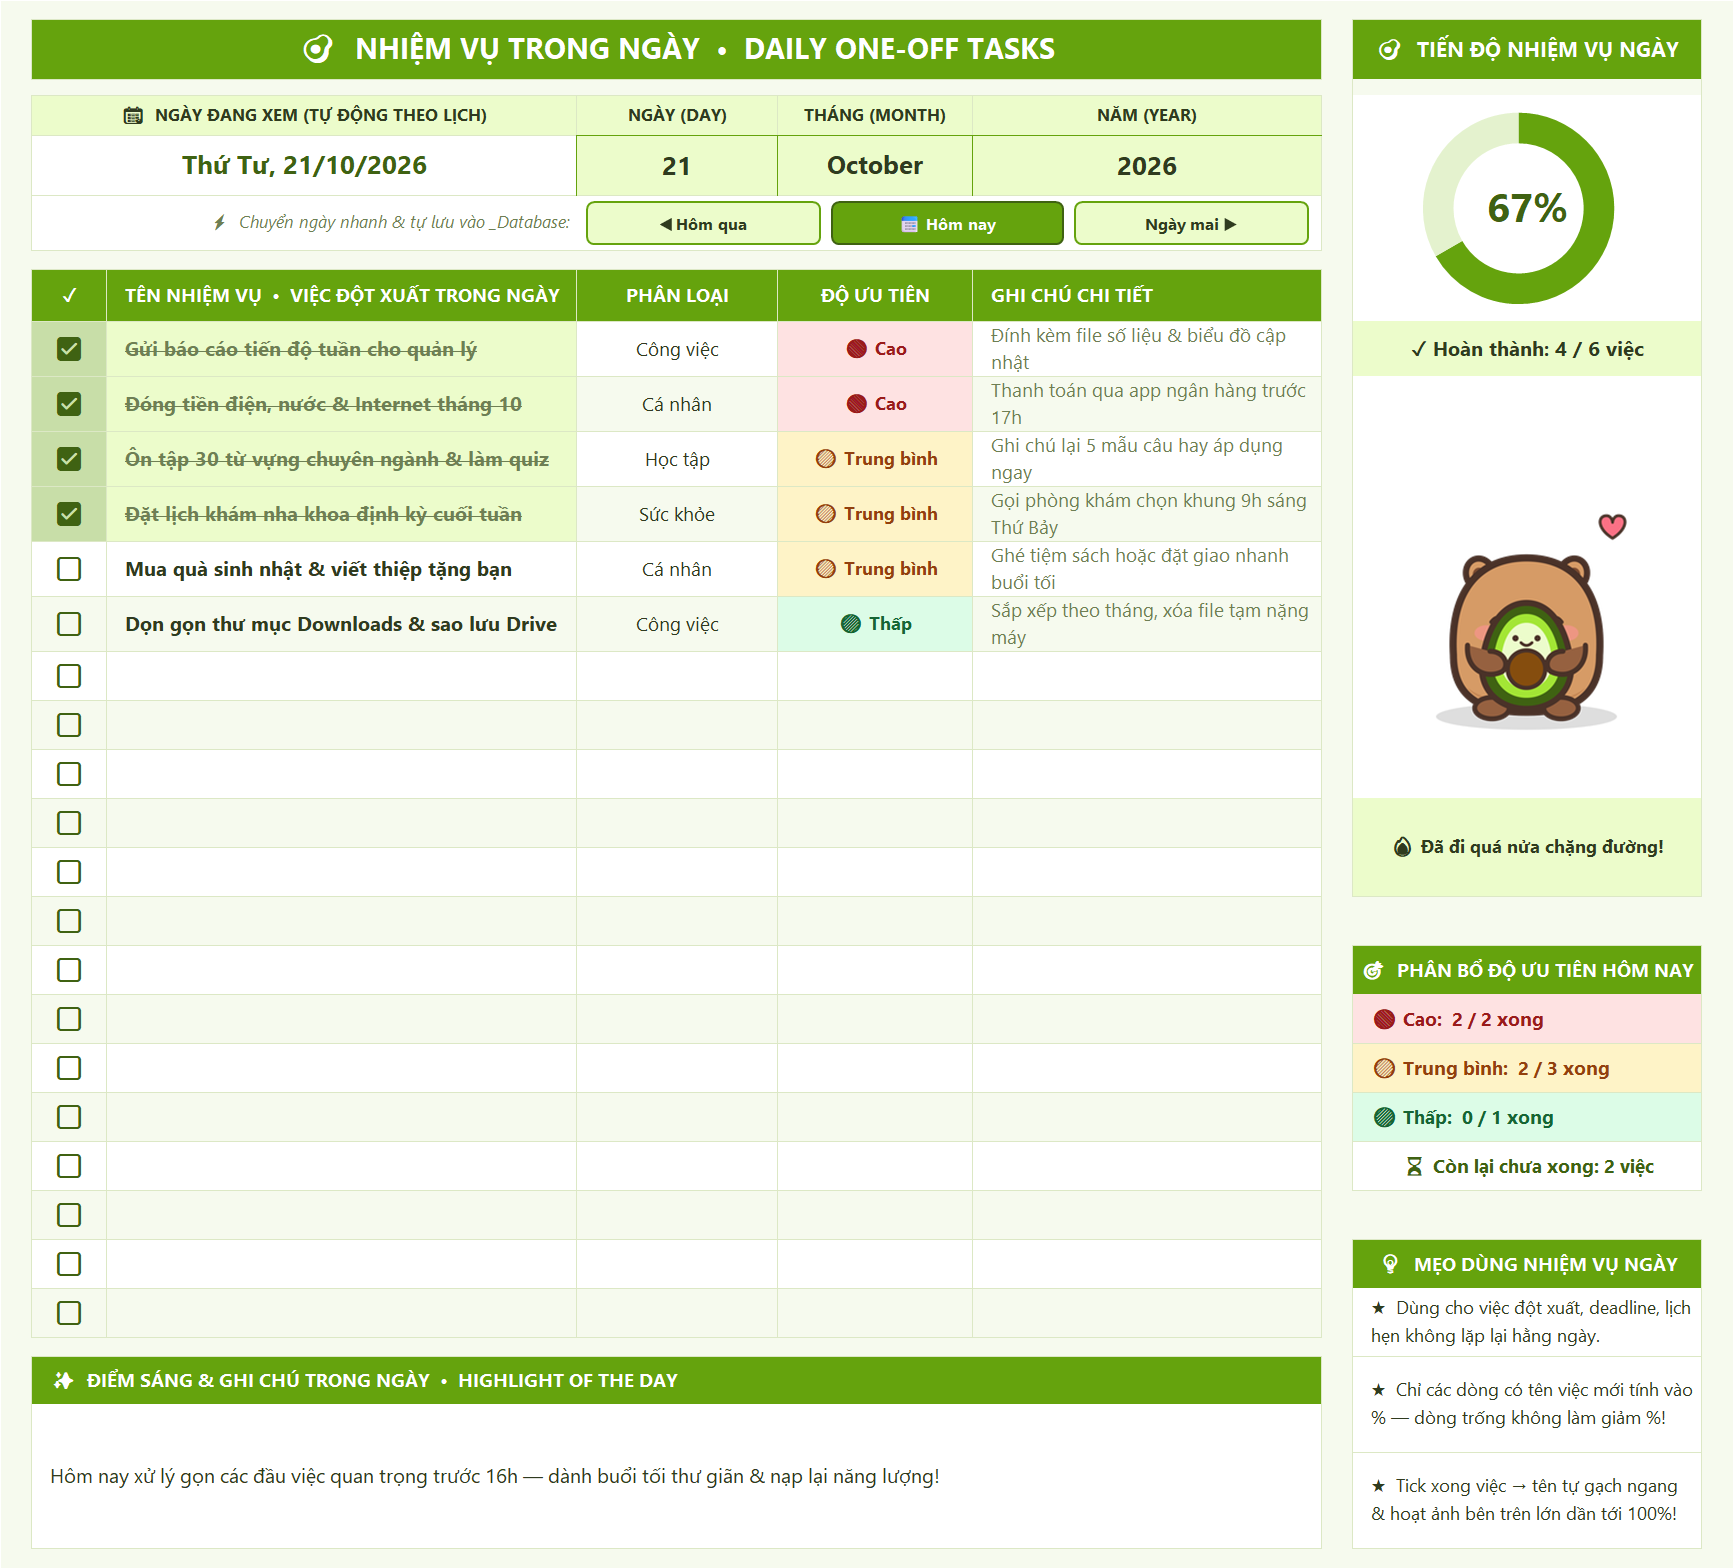 NHIỆM VỤ TRONG NGÀY • DAILY ONE-OFF TASKS
NGÀY ĐANG XEM (TỰ ĐỘNG THEO LỊCH)
NGÀY (DAY)
THÁNG (MONTH)
NĂM (YEAR)
Thứ Tư, 21/10/2026
21
October
2026
Chuyển ngày nhanh & tự lưu vào _Database:
◀ Hôm qua
Hôm nay
Ngày mai ▶
✓
TÊN NHIỆM VỤ • VIỆC ĐỘT XUẤT TRONG NGÀY
PHÂN LOẠI
ĐỘ ƯU TIÊN
GHI CHÚ CHI TIẾT
Gửi báo cáo tiến độ tuần cho quản lý
Công việc
Cao
Đính kèm file số liệu & biểu đồ cập
nhật
Đóng tiền điện, nước & Internet tháng 10
Cá nhân
Cao
Thanh toán qua app ngân hàng trước
17h
Ôn tập 30 từ vựng chuyên ngành & làm quiz
Học tập
Trung bình
Ghi chú lại 5 mẫu câu hay áp dụng
ngay
Đặt lịch khám nha khoa định kỳ cuối tuần
Sức khỏe
Trung bình
Gọi phòng khám chọn khung 9h sáng
Thứ Bảy
Mua quà sinh nhật & viết thiệp tặng bạn
Cá nhân
Trung bình
Ghé tiệm sách hoặc đặt giao nhanh
buổi tối
Dọn gọn thư mục Downloads & sao lưu Drive
Công việc
Thấp
Sắp xếp theo tháng, xóa file tạm nặng
máy
ĐIỂM SÁNG & GHI CHÚ TRONG NGÀY • HIGHLIGHT OF THE DAY
Hôm nay xử lý gọn các đầu việc quan trọng trước 16h — dành buổi tối thư giãn & nạp lại năng lượng!
TIẾN ĐỘ NHIỆM VỤ NGÀY
67%
✓ Hoàn thành: 4 / 6 việc
Đã đi quá nửa chặng đường!
PHÂN BỔ ĐỘ ƯU TIÊN HÔM NAY
Cao: 2 / 2 xong
Trung bình: 2 / 3 xong
Thấp: 0 / 1 xong
Còn lại chưa xong: 2 việc
MẸO DÙNG NHIỆM VỤ NGÀY
★ Dùng cho việc đột xuất, deadline, lịch
hẹn không lặp lại hằng ngày.
★ Chỉ các dòng có tên việc mới tính vào
% — dòng trống không làm giảm %!
★ Tick xong việc → tên tự gạch ngang
& hoạt ảnh bên trên lớn dần tới 100%!